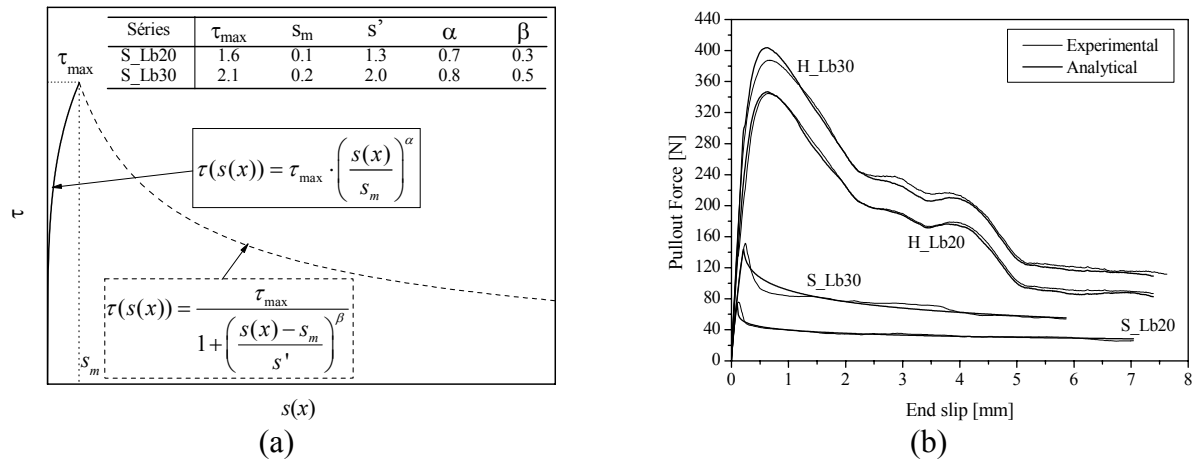 Séries τmax sm s' α β
S_Lb20 1.6 0.1 1.3 0.7 0.3
S_Lb30 2.1 0.2 2.0 0.8 0.5
τmax
τ(s(x)) = τmax · (s(x)/sm)^α
τ
τ(s(x)) = τmax / (1 + ((s(x) − sm)/s')^β)
sm
s(x)
(a)
440
400
360
320
280
240
200
160
120
80
40
0
Pullout Force [N]
Experimental
Analytical
H_Lb30
H_Lb20
S_Lb30
S_Lb20
0 1 2 3 4 5 6 7 8
End slip [mm]
(b)